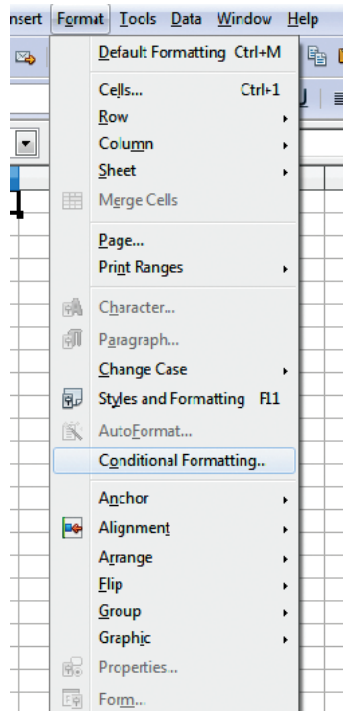 nsert Format Tools Data Window Help
Default Formatting Ctrl+M
Cells... Ctrl+1
Row
Column
Sheet
Merge Cells
Page...
Print Ranges
Character...
Paragraph...
Change Case
Styles and Formatting F11
AutoFormat...
Conditional Formatting..
Anchor
Alignment
Arrange
Flip
Group
Graphic
Properties...
Form...